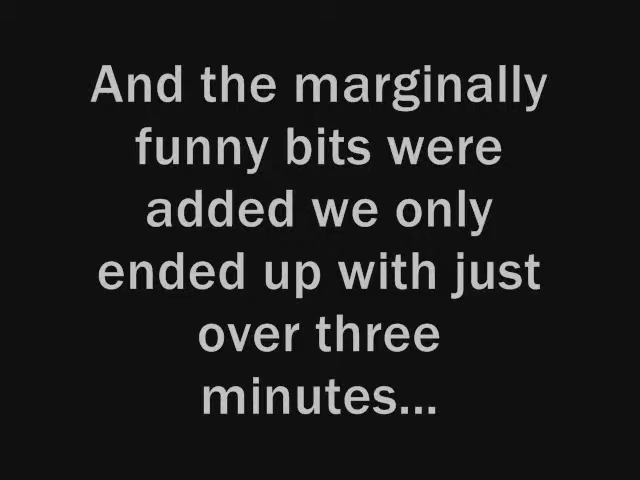 And the marginally
funny bits were
added we only
ended up with just
over three
minutes...